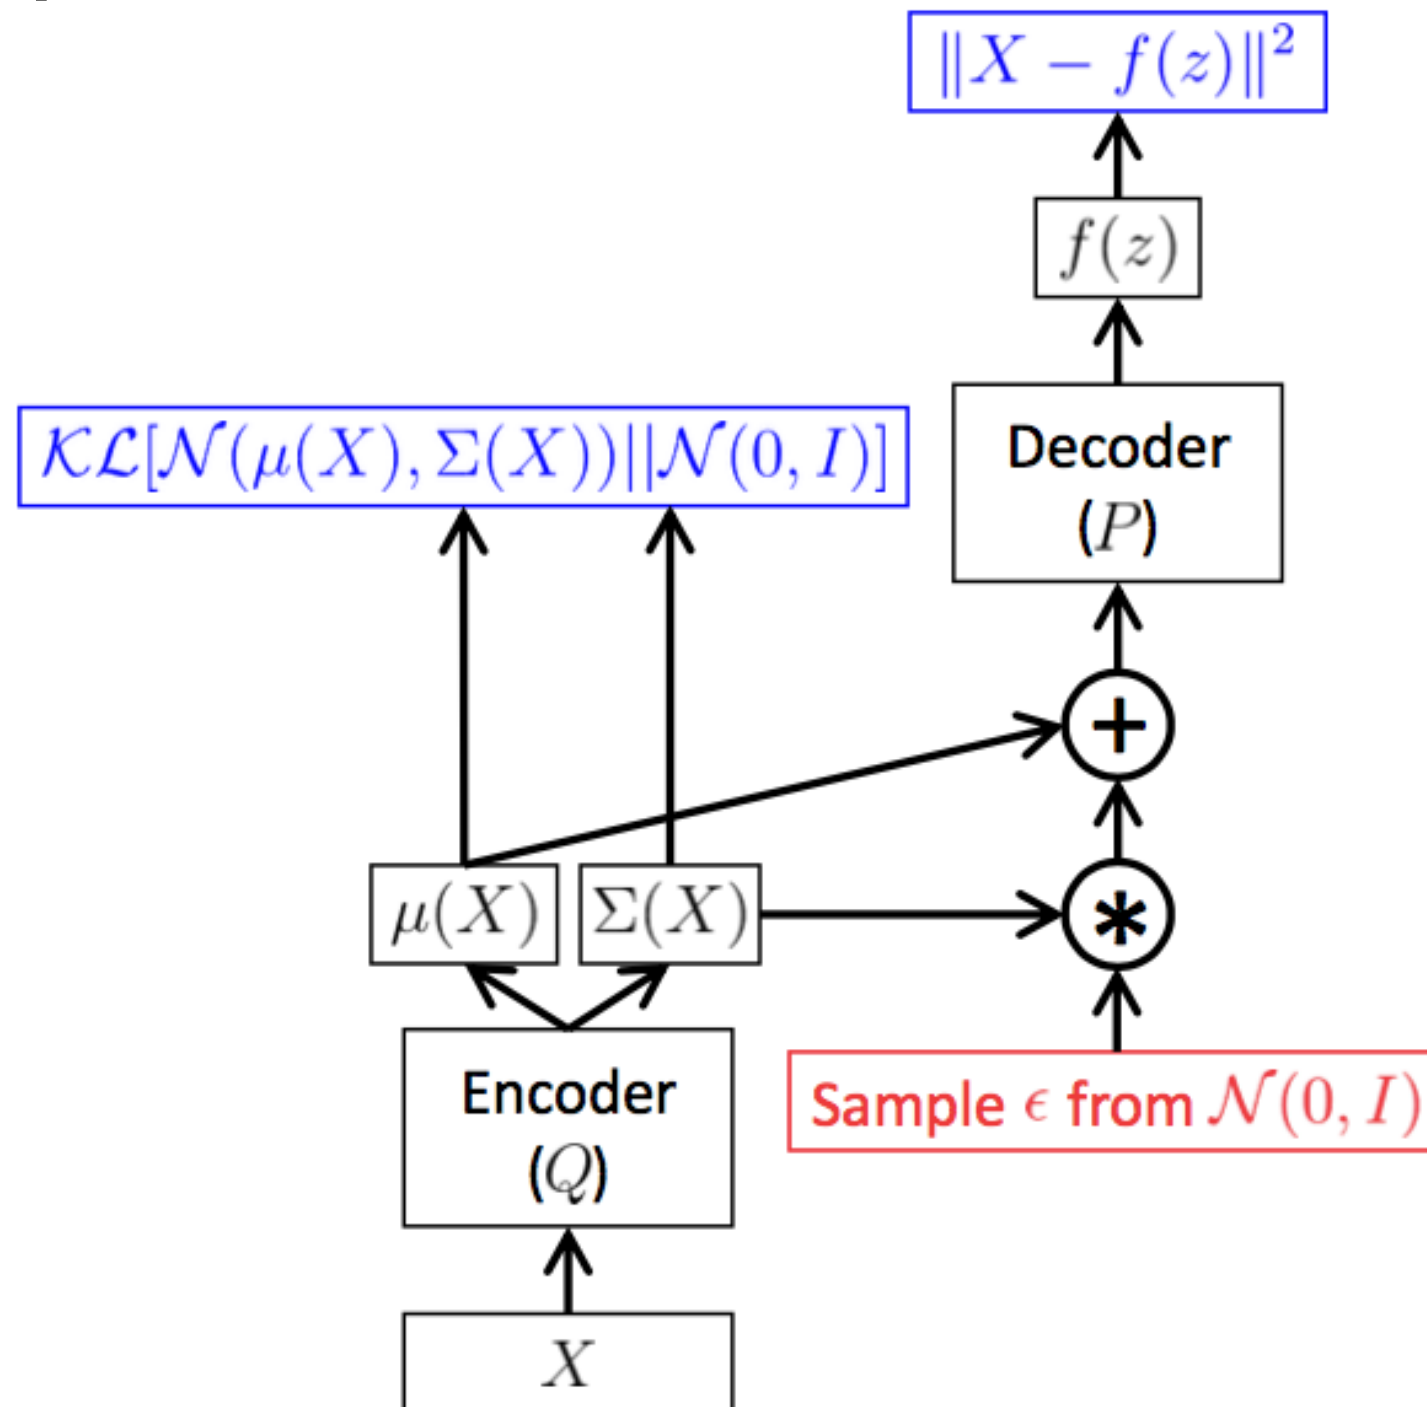 ‖X − f(z)‖²
f(z)
𝒦ℒ[𝒩(μ(X), Σ(X))||𝒩(0, I)]
Decoder
(P)
+
μ(X)
Σ(X)
*
Encoder
(Q)
Sample ϵ from 𝒩(0, I)
X